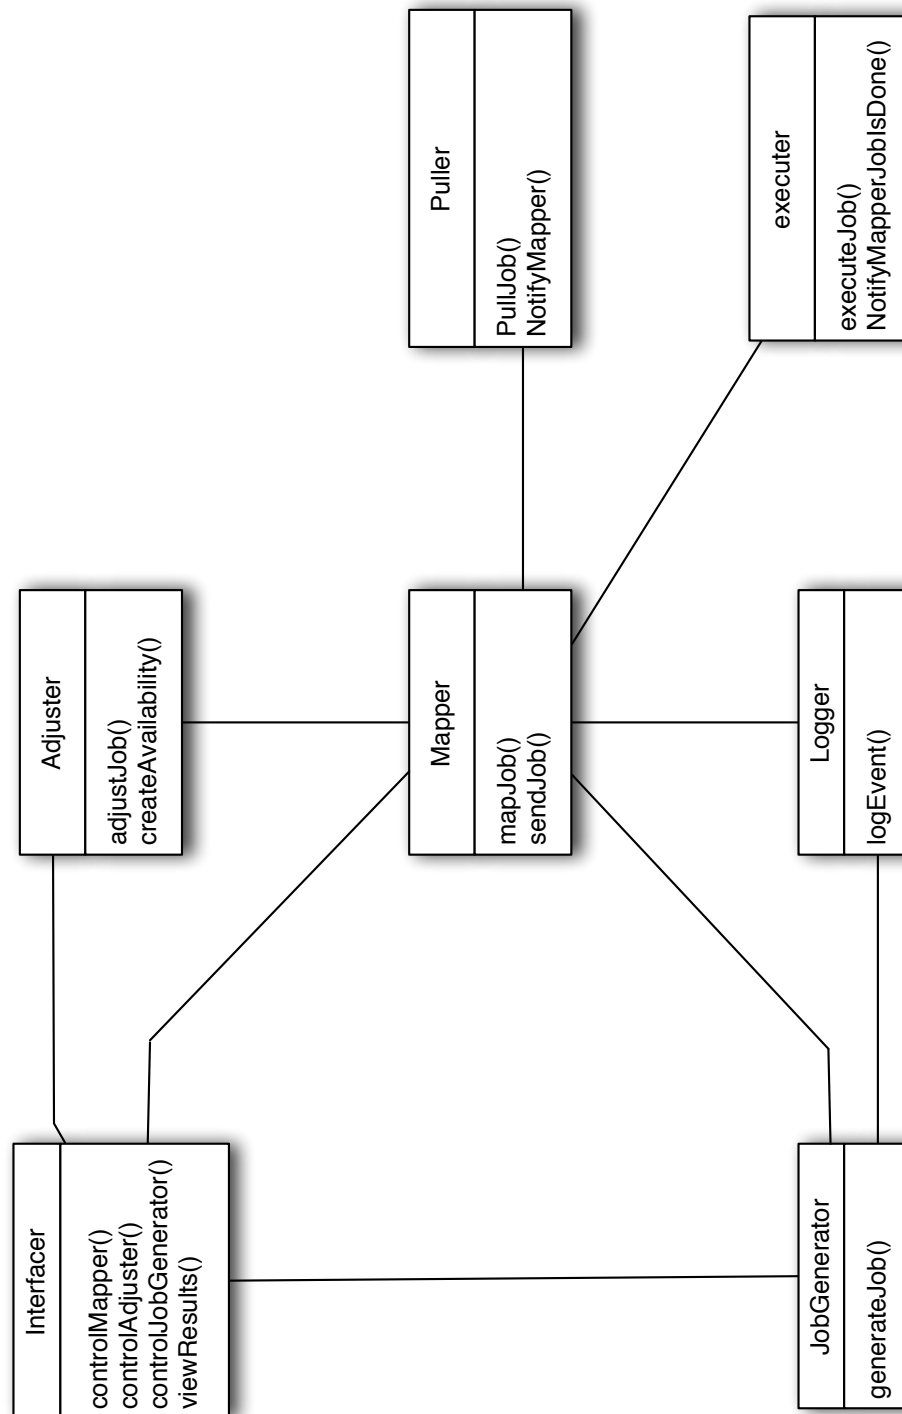 Interfacer
controlMapper()
controlAdjuster()
controlJobGenerator()
viewResults()
Adjuster
adjustJob()
createAvailability()
Puller
PullJob()
NotifyMapper()
Mapper
mapJob()
sendJob()
executer
executeJob()
NotifyMapperJobIsDone()
JobGenerator
generateJob()
Logger
logEvent()